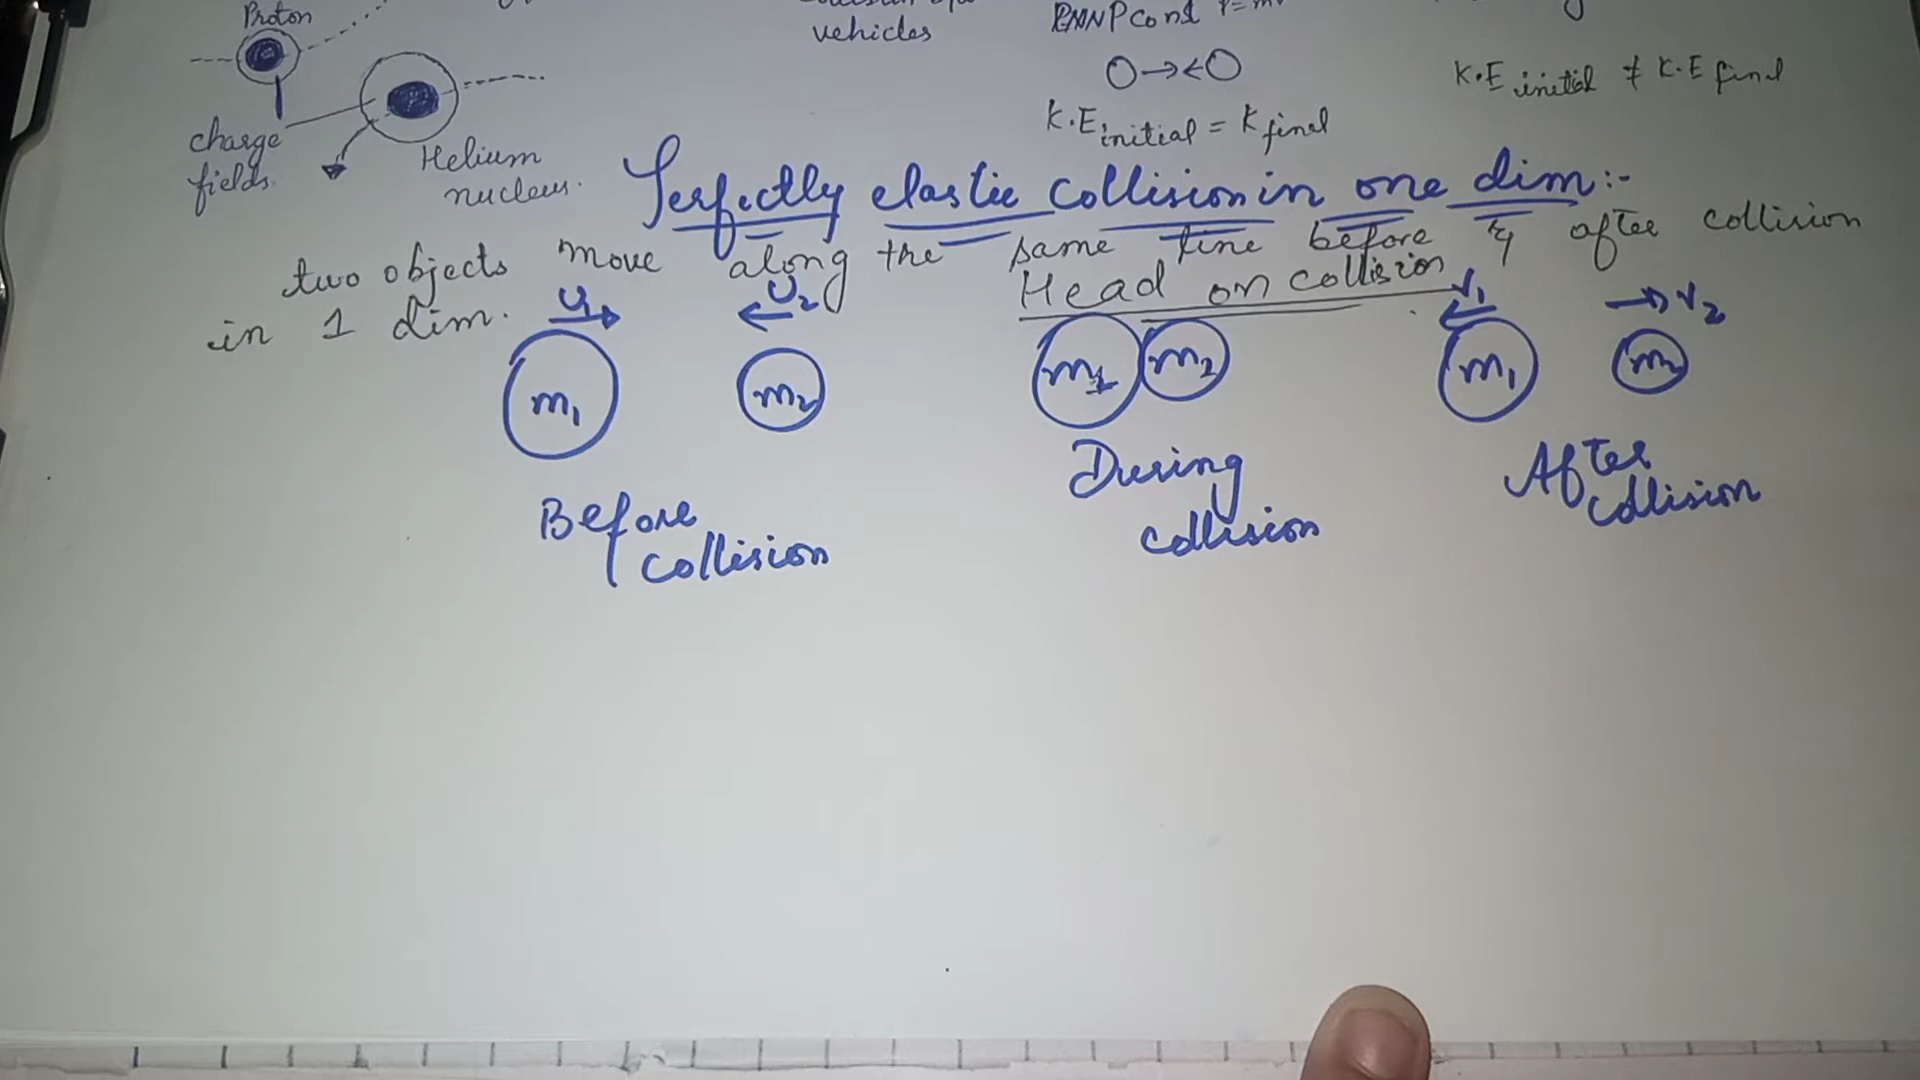 Proton
vehicles
P Const P = mv
K.E initial ≠ K.E final
K.E initial = K final
charge
fields.
Helium
nucleus.
Perfectly elastic collision in one dim:-
two objects move along the same line before & after collision
in 1 dim.
Head on collision
u1
u2
v1
v2
m1
m2
m1
m2
m1
m2
Before
collision
During
collision
After
collision